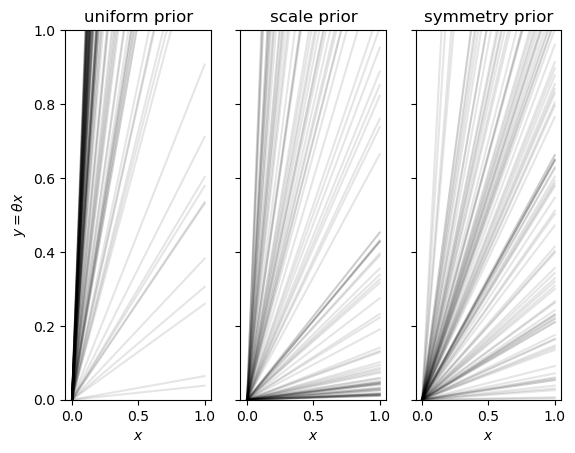 uniform prior
scale prior
symmetry prior
1.0
0.8
0.6
0.4
0.2
0.0
y = θx
0.0 0.5 1.0
0.0 0.5 1.0
0.0 0.5 1.0
x
x
x